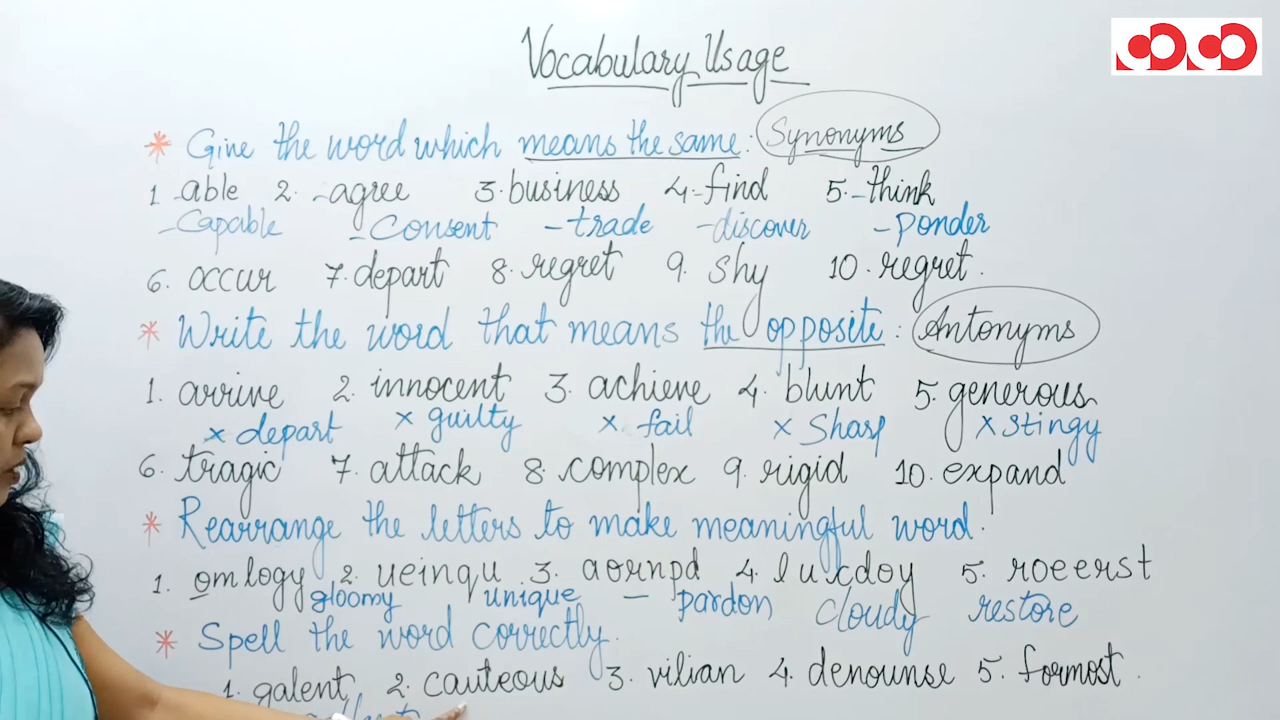 Vocabulary Usage
* Give the word which means the same: Synonyms
1. able 2. agree 3. business 4. find 5. think
- Capable - Consent - trade - discover - ponder
6. occur 7. depart 8. regret 9. shy 10. regret.
* Write the word that means the opposite: Antonyms
1. arrive 2. innocent 3. achieve 4. blunt 5. generous
x depart x guilty x fail x Sharp x stingy
6. tragic 7. attack 8. complex 9. rigid 10. expand
* Rearrange the letters to make meaningful word.
1. omlogy 2. ueinqu 3. aornpd 4. luxcdoy 5. roeerst
gloomy unique - pardon cloudy restore
* Spell the word correctly.
1. galent 2. cauteous 3. vilian 4. denounse 5. formost.